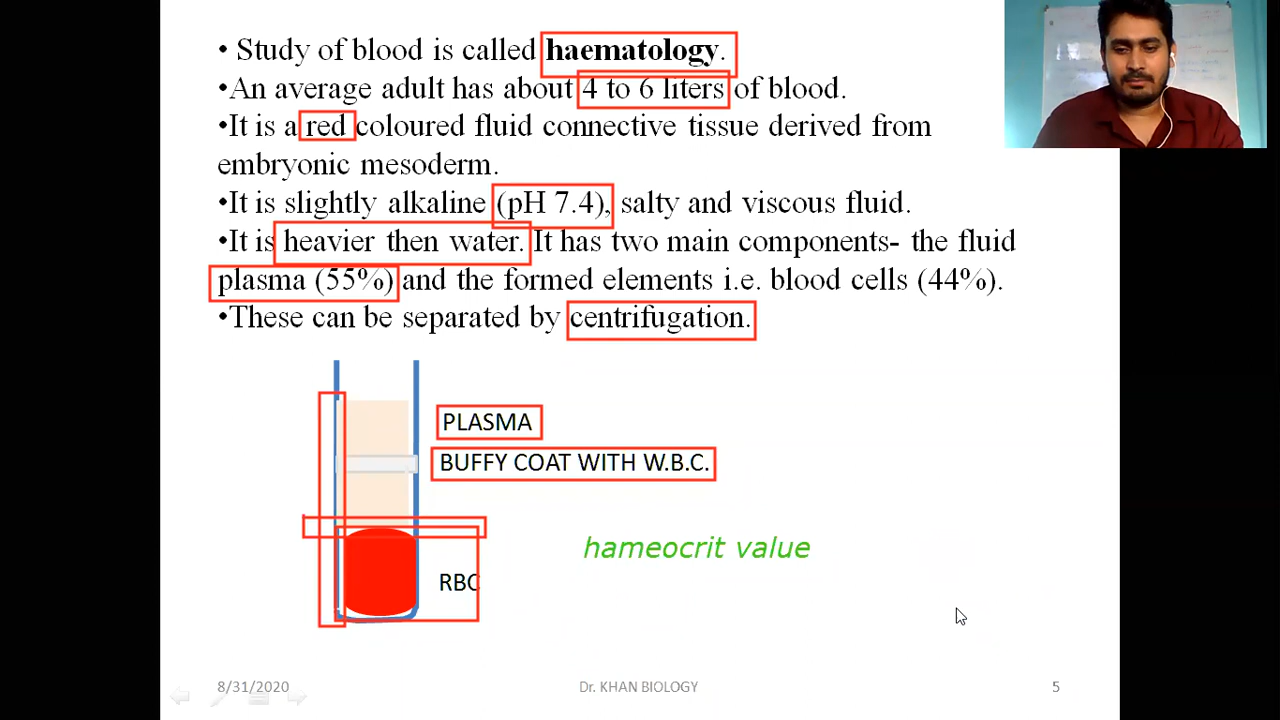 • Study of blood is called haematology.
•An average adult has about 4 to 6 liters of blood.
•It is a red coloured fluid connective tissue derived from
embryonic mesoderm.
•It is slightly alkaline (pH 7.4), salty and viscous fluid.
•It is heavier then water. It has two main components- the fluid
plasma (55%) and the formed elements i.e. blood cells (44%).
•These can be separated by centrifugation.
PLASMA
BUFFY COAT WITH W.B.C.
hameocrit value
RBC
8/31/2020
Dr. KHAN BIOLOGY
5